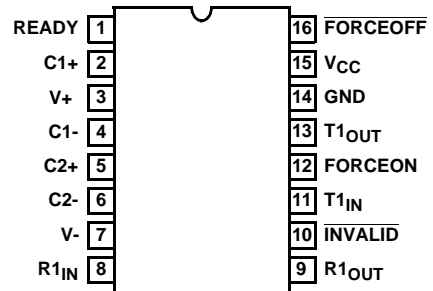 READY 1 16 FORCEOFF
C1+ 2 15 VCC
V+ 3 14 GND
C1- 4 13 T1OUT
C2+ 5 12 FORCEON
C2- 6 11 T1IN
V- 7 10 INVALID
R1IN 8 9 R1OUT